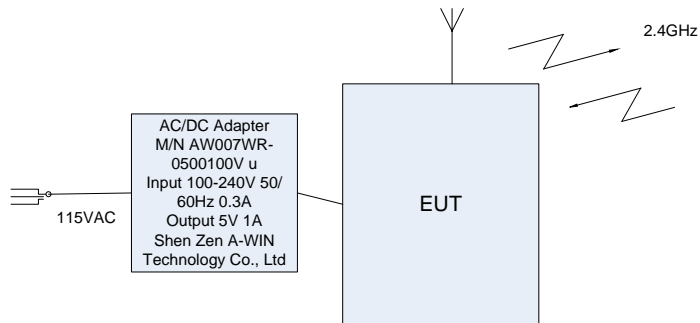 2.4GHz
AC/DC Adapter
M/N AW007WR-
0500100V u
Input 100-240V 50/
60Hz 0.3A
Output 5V 1A
Shen Zen A-WIN
Technology Co., Ltd
115VAC
EUT